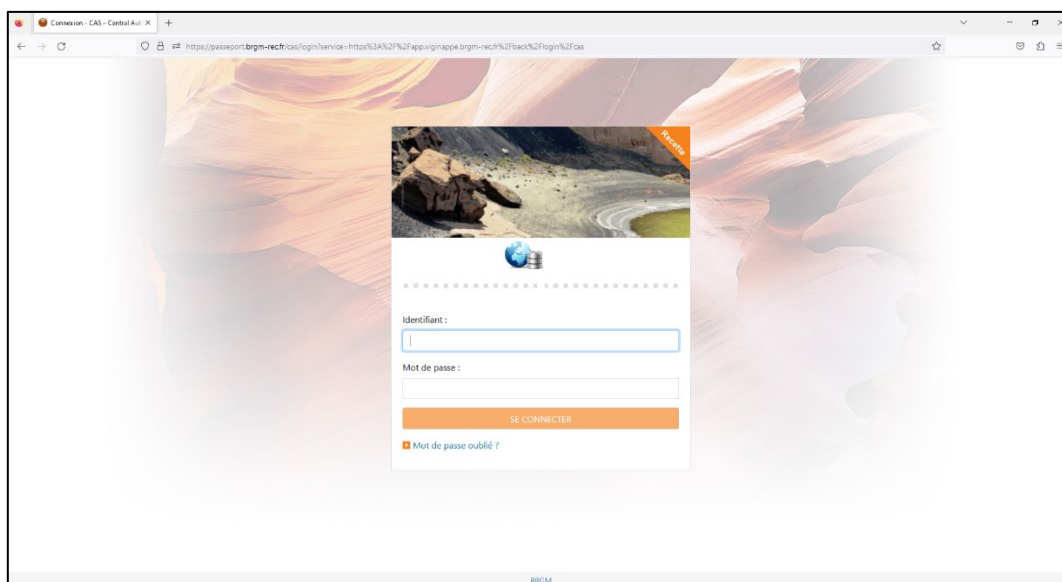 Connexion - CAS – Central Aut
https://passeport.brgm-rec.fr/cas/login?service=https%3A%2F%2Fapp.viginappe.brgm-rec.fr%2Fback%2Flogin%2Fcas
Recette
Identifiant :
Mot de passe :
SE CONNECTER
Mot de passe oublié ?
BRGM